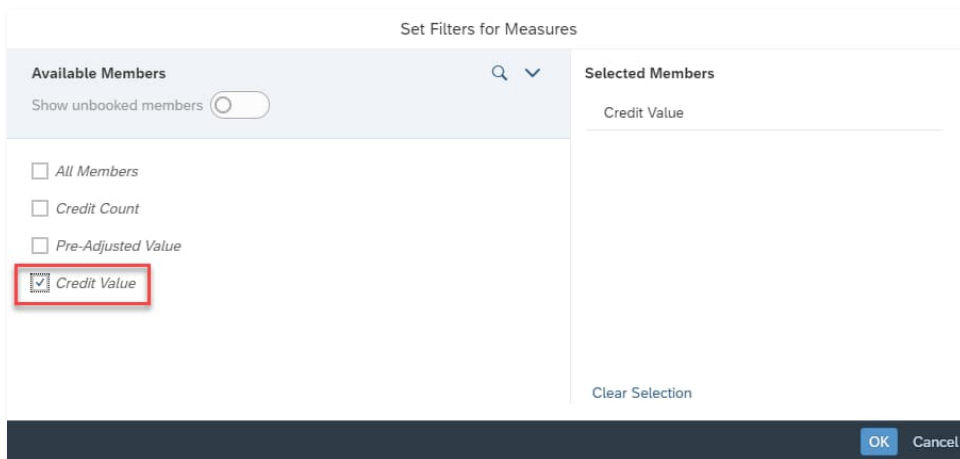 Set Filters for Measures
Available Members
Show unbooked members
All Members
Credit Count
Pre-Adjusted Value
Credit Value
Selected Members
Credit Value
Clear Selection
OK Cancel